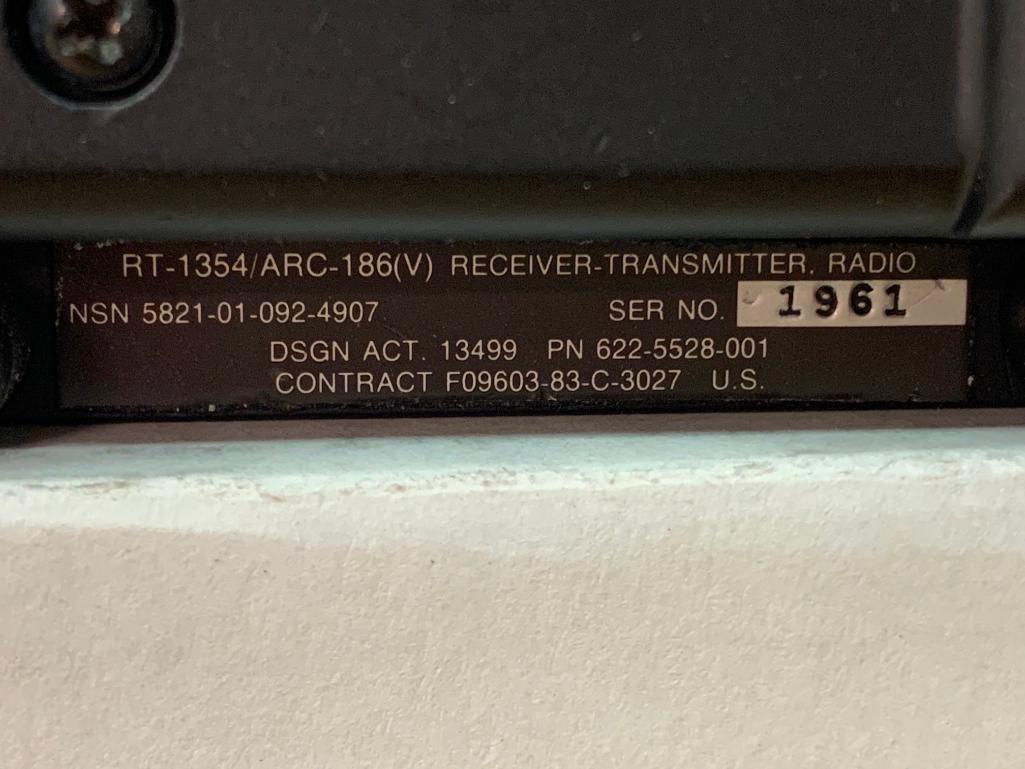 RT-1354/ARC-186(V) RECEIVER-TRANSMITTER, RADIO
NSN 5821-01-092-4907 SER NO. 1961
DSGN ACT. 13499 PN 622-5528-001
CONTRACT F09603-83-C-3027 U.S.